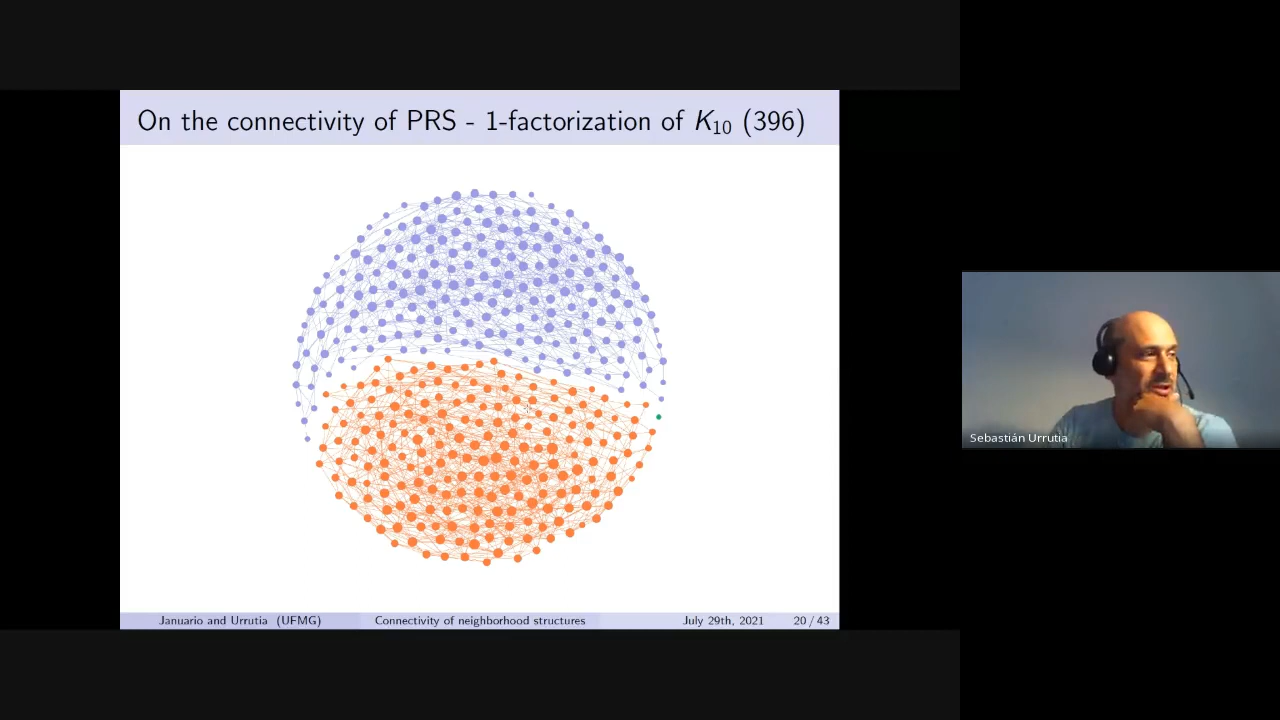 On the connectivity of PRS - 1-factorization of K10 (396)
Sebastián Urrutia
Januario and Urrutia (UFMG) Connectivity of neighborhood structures July 29th, 2021 20 / 43